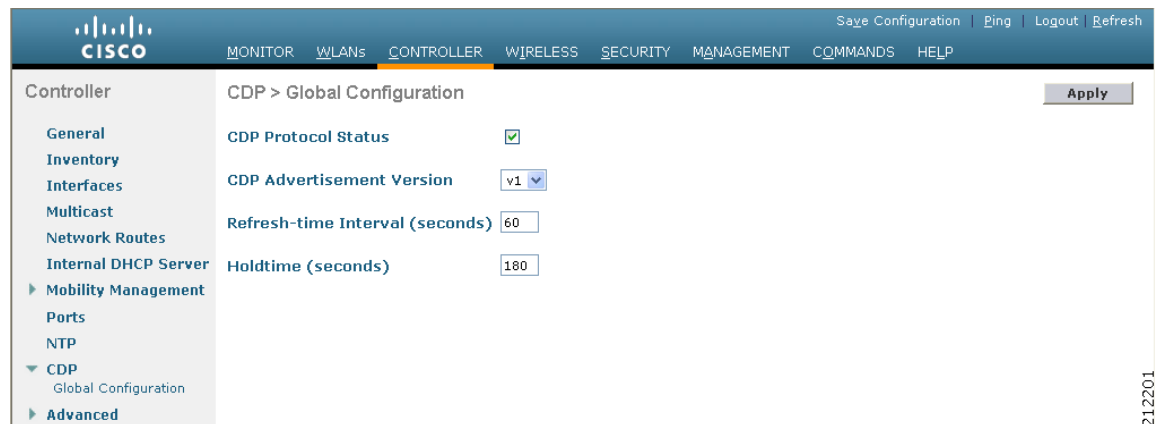 Save Configuration | Ping | Logout | Refresh
CISCO
MONITOR WLANs CONTROLLER WIRELESS SECURITY MANAGEMENT COMMANDS HELP
Controller
General
Inventory
Interfaces
Multicast
Network Routes
Internal DHCP Server
Mobility Management
Ports
NTP
CDP
Global Configuration
Advanced
CDP > Global Configuration
Apply
CDP Protocol Status
CDP Advertisement Version v1
Refresh-time Interval (seconds) 60
Holdtime (seconds) 180
212201